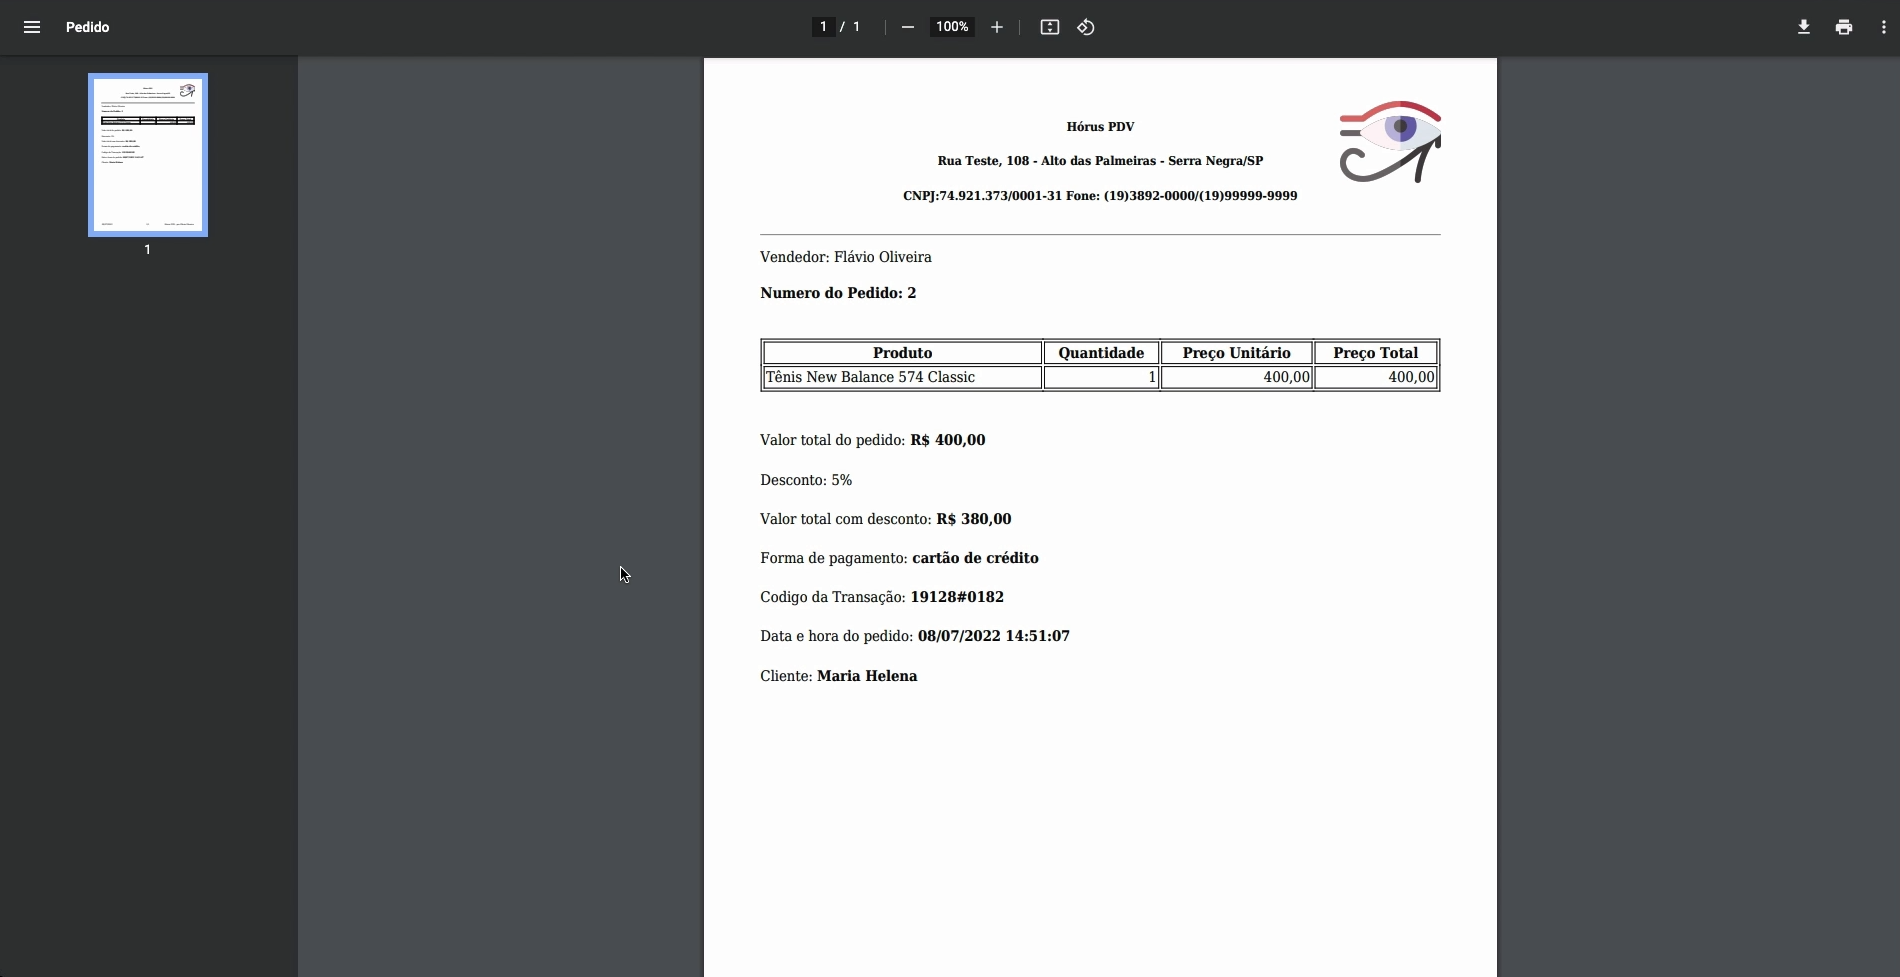 Pedido
1 / 1
100%
1
Hórus PDV
Rua Teste, 108 - Alto das Palmeiras - Serra Negra/SP
CNPJ:74.921.373/0001-31 Fone: (19)3892-0000/(19)99999-9999
Vendedor: Flávio Oliveira
Numero do Pedido: 2
Produto Quantidade Preço Unitário Preço Total
Tênis New Balance 574 Classic 1 400,00 400,00
Valor total do pedido: R$ 400,00
Desconto: 5%
Valor total com desconto: R$ 380,00
Forma de pagamento: cartão de crédito
Codigo da Transação: 19128#0182
Data e hora do pedido: 08/07/2022 14:51:07
Cliente: Maria Helena